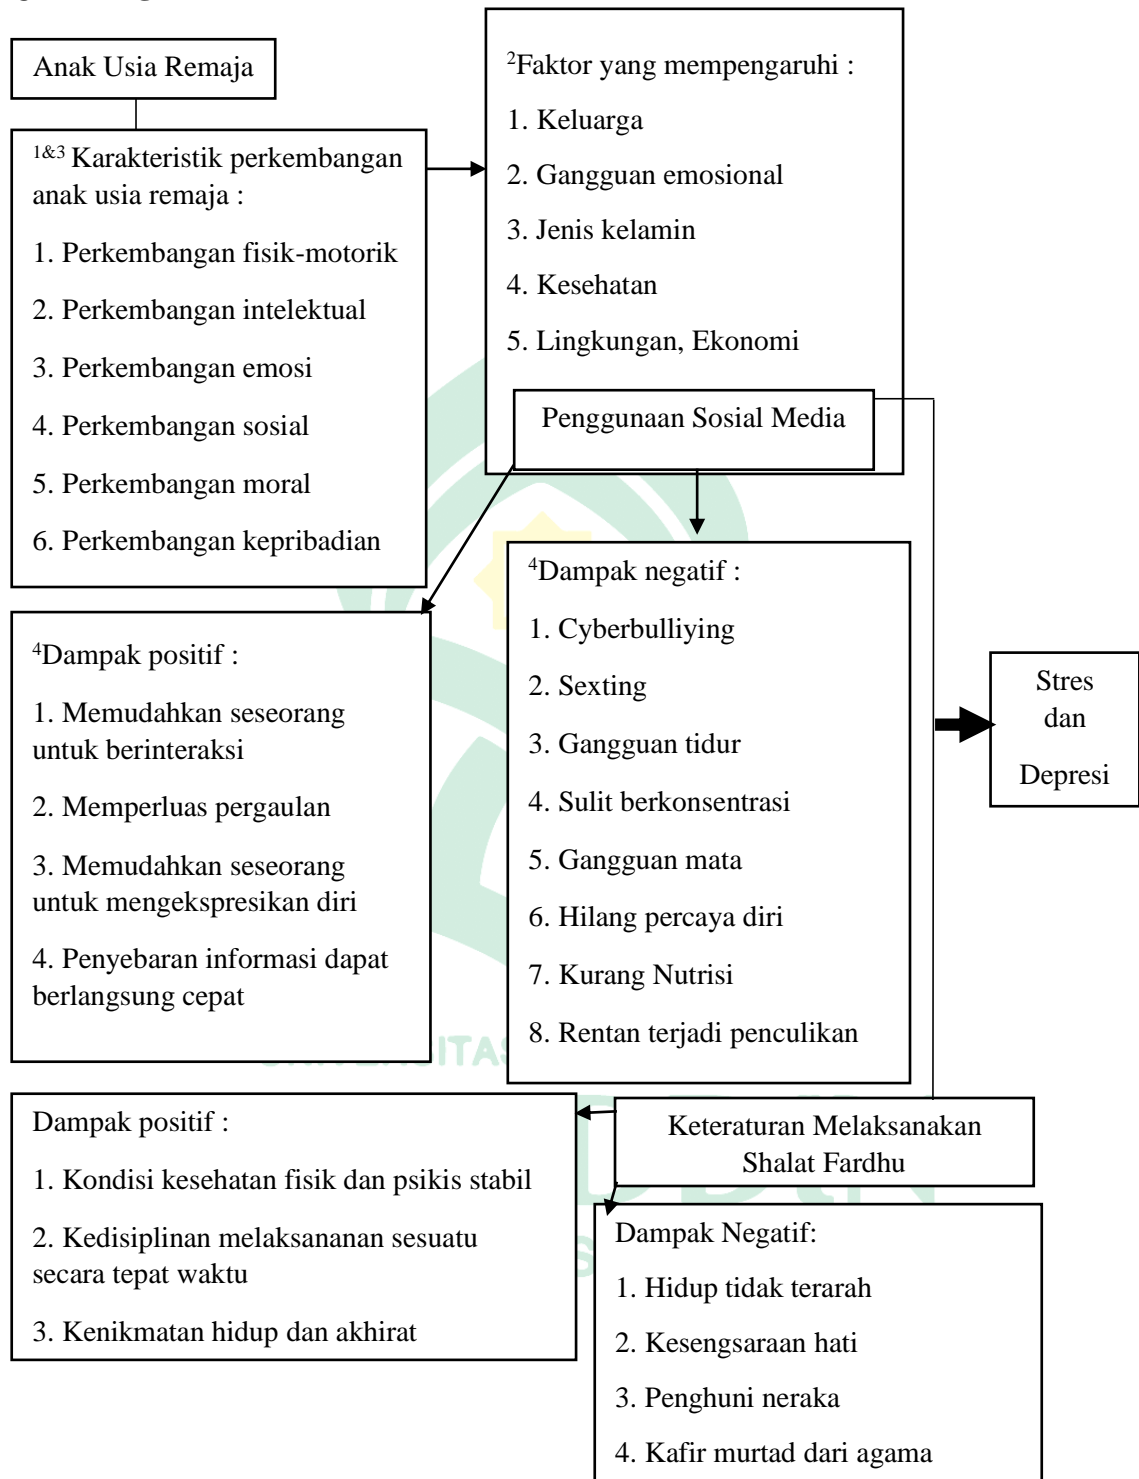 Anak Usia Remaja
1&3 Karakteristik perkembangan
anak usia remaja :
1. Perkembangan fisik-motorik
2. Perkembangan intelektual
3. Perkembangan emosi
4. Perkembangan sosial
5. Perkembangan moral
6. Perkembangan kepribadian
2Faktor yang mempengaruhi :
1. Keluarga
2. Gangguan emosional
3. Jenis kelamin
4. Kesehatan
5. Lingkungan, Ekonomi
Penggunaan Sosial Media
4Dampak positif :
1. Memudahkan seseorang
untuk berinteraksi
2. Memperluas pergaulan
3. Memudahkan seseorang
untuk mengekspresikan diri
4. Penyebaran informasi dapat
berlangsung cepat
4Dampak negatif :
1. Cyberbulliying
2. Sexting
3. Gangguan tidur
4. Sulit berkonsentrasi
5. Gangguan mata
6. Hilang percaya diri
7. Kurang Nutrisi
8. Rentan terjadi penculikan
Stres
dan
Depresi
Keteraturan Melaksanakan
Shalat Fardhu
Dampak positif :
1. Kondisi kesehatan fisik dan psikis stabil
2. Kedisiplinan melaksananan sesuatu
secara tepat waktu
3. Kenikmatan hidup dan akhirat
Dampak Negatif:
1. Hidup tidak terarah
2. Kesengsaraan hati
3. Penghuni neraka
4. Kafir murtad dari agama